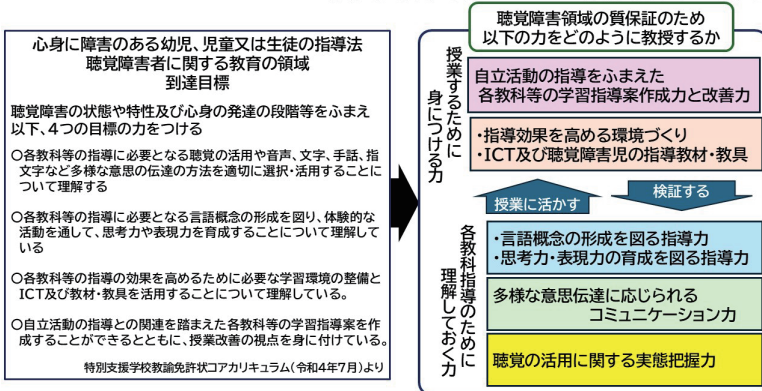 心身に障害のある幼児、児童又は生徒の指導法
聴覚障害者に関する教育の領域
到達目標
聴覚障害の状態や特性及び心身の発達の段階等をふまえ
以下、4つの目標の力をつける
〇各教科等の指導に必要となる聴覚の活用や音声、文字、手話、指
文字など多様な意思の伝達の方法を適切に選択・活用することに
ついて理解する
〇各教科等の指導に必要となる言語概念の形成を図り、体験的な
活動を通して、思考力や表現力を育成することについて理解して
いる
〇各教科等の指導の効果を高めるために必要な学習環境の整備と
ICT及び教材・教具を活用することについて理解している。
〇自立活動の指導との関連を踏まえた各教科等の学習指導案を作
成することができるとともに、授業改善の視点を身に付けている。
特別支援学校教諭免許状コアカリキュラム(令和4年7月)より
聴覚障害領域の質保証のため
以下の力をどのように教授するか
授業するために
身につける力
自立活動の指導をふまえた
各教科等の学習指導案作成力と改善力
・指導効果を高める環境づくり
・ICT及び聴覚障害児の指導教材・教具
授業に活かす
検証する
各教科指導のために
理解しておく力
・言語概念の形成を図る指導力
・思考力・表現力の育成を図る指導力
多様な意思伝達に応じられる
コミュニケーション力
聴覚の活用に関する実態把握力